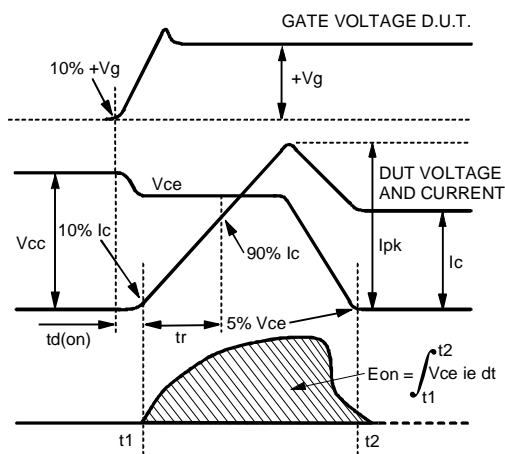 GATE VOLTAGE D.U.T.
10% +Vg
+Vg
Vce
DUT VOLTAGE
AND CURRENT
Vcc
10% Ic
90% Ic
Ipk
Ic
td(on)
tr
5% Vce
Eon = ∫ Vce ie dt
t2
t1
t1
t2